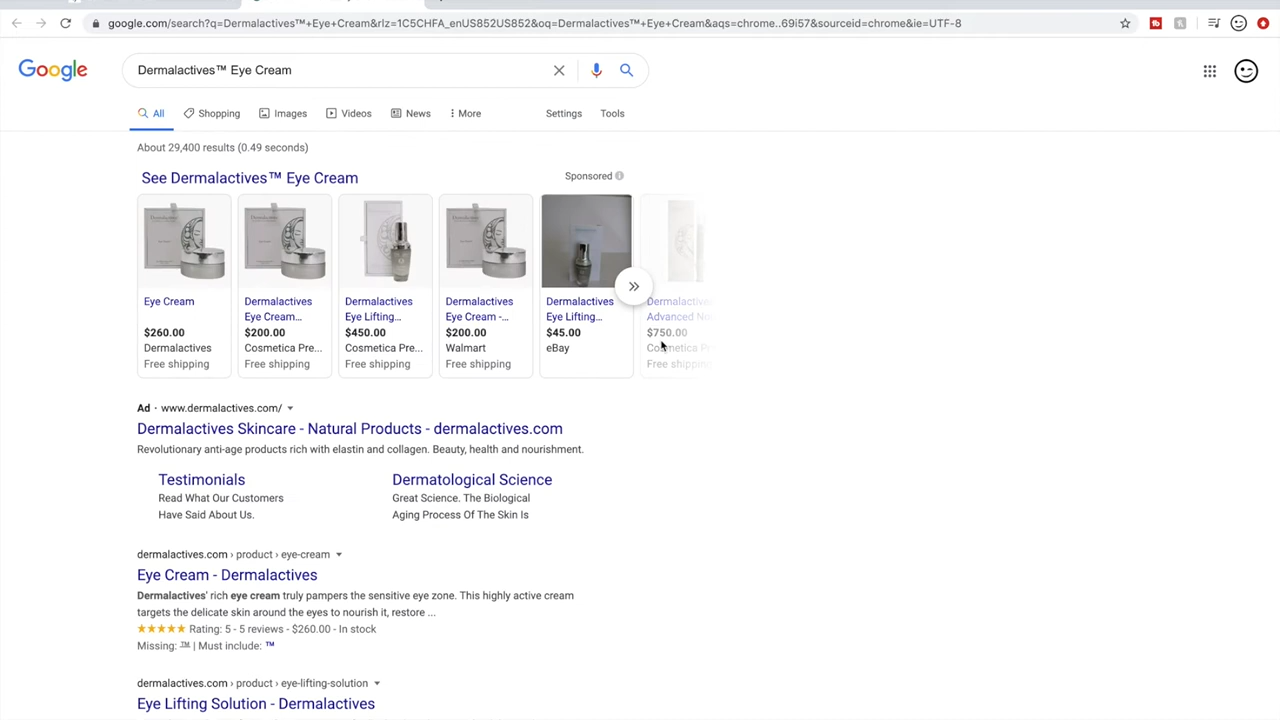 google.com/search?q=Dermalactives™+Eye+Cream&rlz=1C5CHFA_enUS852US852&oq=Dermalactives™+Eye+Cream&aqs=chrome..69i57&sourceid=chrome&ie=UTF-8
Google
Dermalactives™ Eye Cream
All Shopping Images Videos News More Settings Tools
About 29,400 results (0.49 seconds)
See Dermalactives™ Eye Cream
Sponsored
Eye Cream
$260.00
Dermalactives
Free shipping
Dermalactives
Eye Cream...
$200.00
Cosmetica Pre...
Free shipping
Dermalactives
Eye Lifting...
$450.00
Cosmetica Pre...
Free shipping
Dermalactives
Eye Cream -...
$200.00
Walmart
Free shipping
Dermalactives
Eye Lifting...
$45.00
eBay
Dermalactives
Advanced
$750.00
Cosmetica Pre
Free shipping
Ad · www.dermalactives.com/
Dermalactives Skincare - Natural Products - dermalactives.com
Revolutionary anti-age products rich with elastin and collagen. Beauty, health and nourishment.
Testimonials
Read What Our Customers
Have Said About Us.
Dermatological Science
Great Science. The Biological
Aging Process Of The Skin Is
dermalactives.com › product › eye-cream
Eye Cream - Dermalactives
Dermalactives' rich eye cream truly pampers the sensitive eye zone. This highly active cream
targets the delicate skin around the eyes to nourish it, restore ...
★★★★★ Rating: 5 - 5 reviews - $260.00 - In stock
Missing: ™ | Must include: ™
dermalactives.com › product › eye-lifting-solution
Eye Lifting Solution - Dermalactives